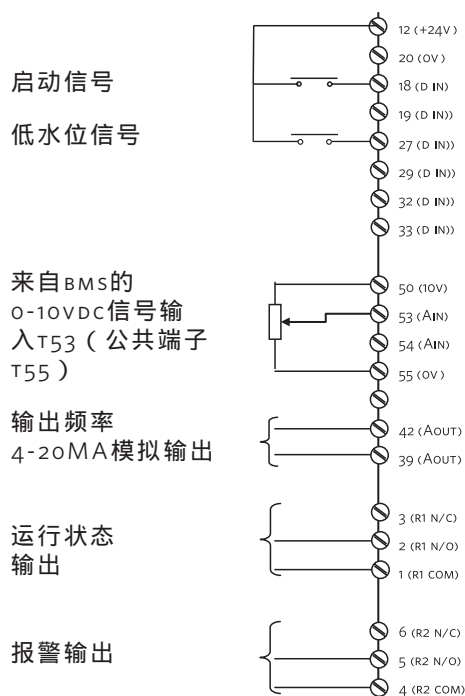 12 (+24V)
20 (0V)
启动信号
18 (D IN)
19 (D IN))
低水位信号
27 (D IN))
29 (D IN))
32 (D IN))
33 (D IN))
来自BMS的
0-10VDC信号输
入T53（公共端子
T55）
50 (10V)
53 (AIN)
54 (AIN)
55 (0V)
输出频率
4-20MA模拟输出
42 (AOUT)
39 (AOUT)
运行状态
输出
3 (R1 N/C)
2 (R1 N/O)
1 (R1 COM)
报警输出
6 (R2 N/C)
5 (R2 N/O)
4 (R2 COM)